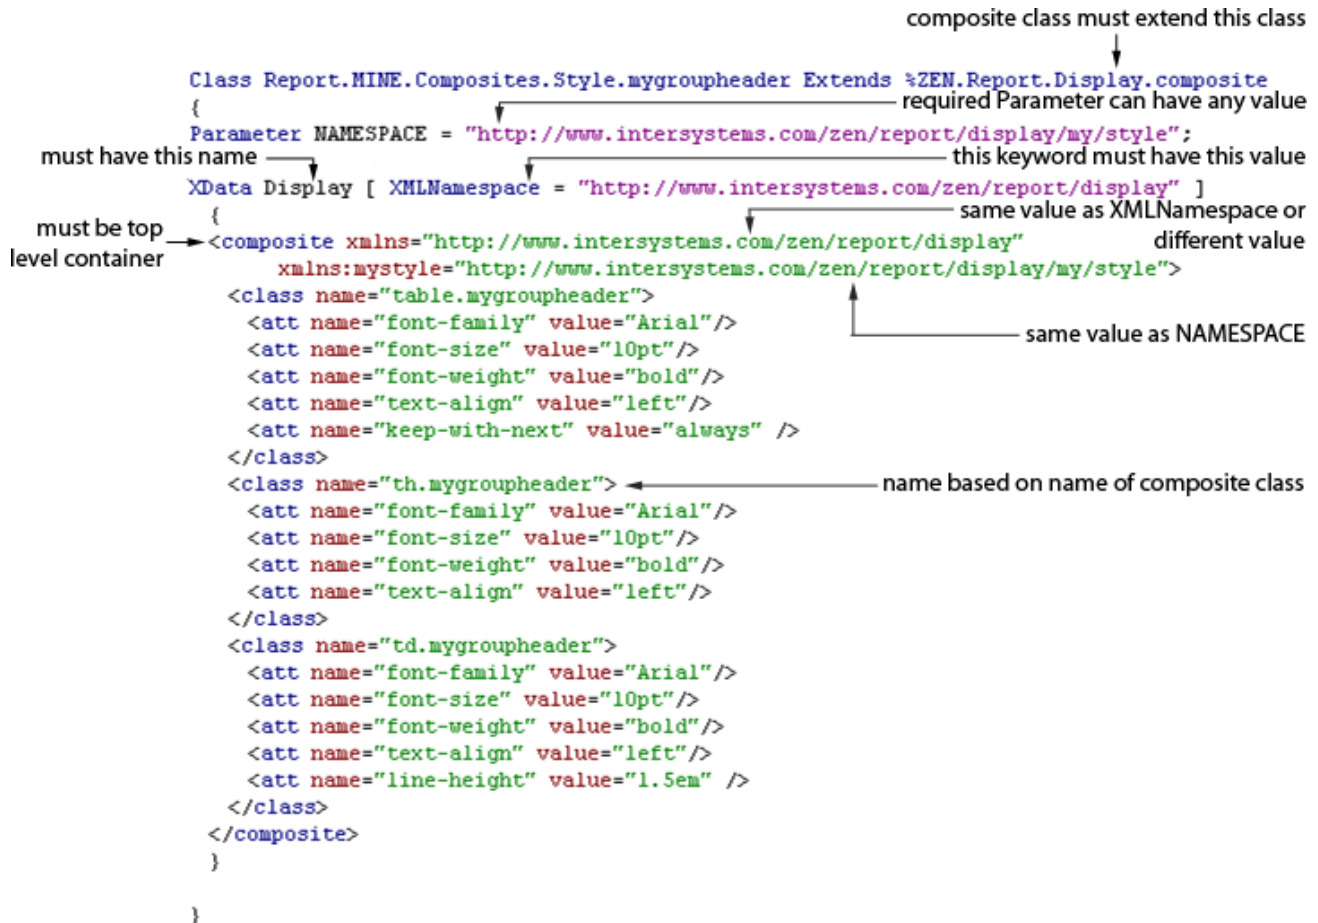 composite class must extend this class
Class Report.MINE.Composites.Style.mygroupheader Extends %ZEN.Report.Display.composite
{
required Parameter can have any value
Parameter NAMESPACE = "http://www.intersystems.com/zen/report/display/my/style";
must have this name
this keyword must have this value
XData Display [ XMLNamespace = "http://www.intersystems.com/zen/report/display" ]
{
same value as XMLNamespace or
different value
must be top
level container
<composite xmlns="http://www.intersystems.com/zen/report/display"
xmlns:mystyle="http://www.intersystems.com/zen/report/display/my/style">
<class name="table.mygroupheader">
<att name="font-family" value="Arial"/>
same value as NAMESPACE
<att name="font-size" value="10pt"/>
<att name="font-weight" value="bold"/>
<att name="text-align" value="left"/>
<att name="keep-with-next" value="always" />
</class>
<class name="th.mygroupheader">
name based on name of composite class
<att name="font-family" value="Arial"/>
<att name="font-size" value="10pt"/>
<att name="font-weight" value="bold"/>
<att name="text-align" value="left"/>
</class>
<class name="td.mygroupheader">
<att name="font-family" value="Arial"/>
<att name="font-size" value="10pt"/>
<att name="font-weight" value="bold"/>
<att name="text-align" value="left"/>
<att name="line-height" value="1.5em" />
</class>
</composite>
}
}